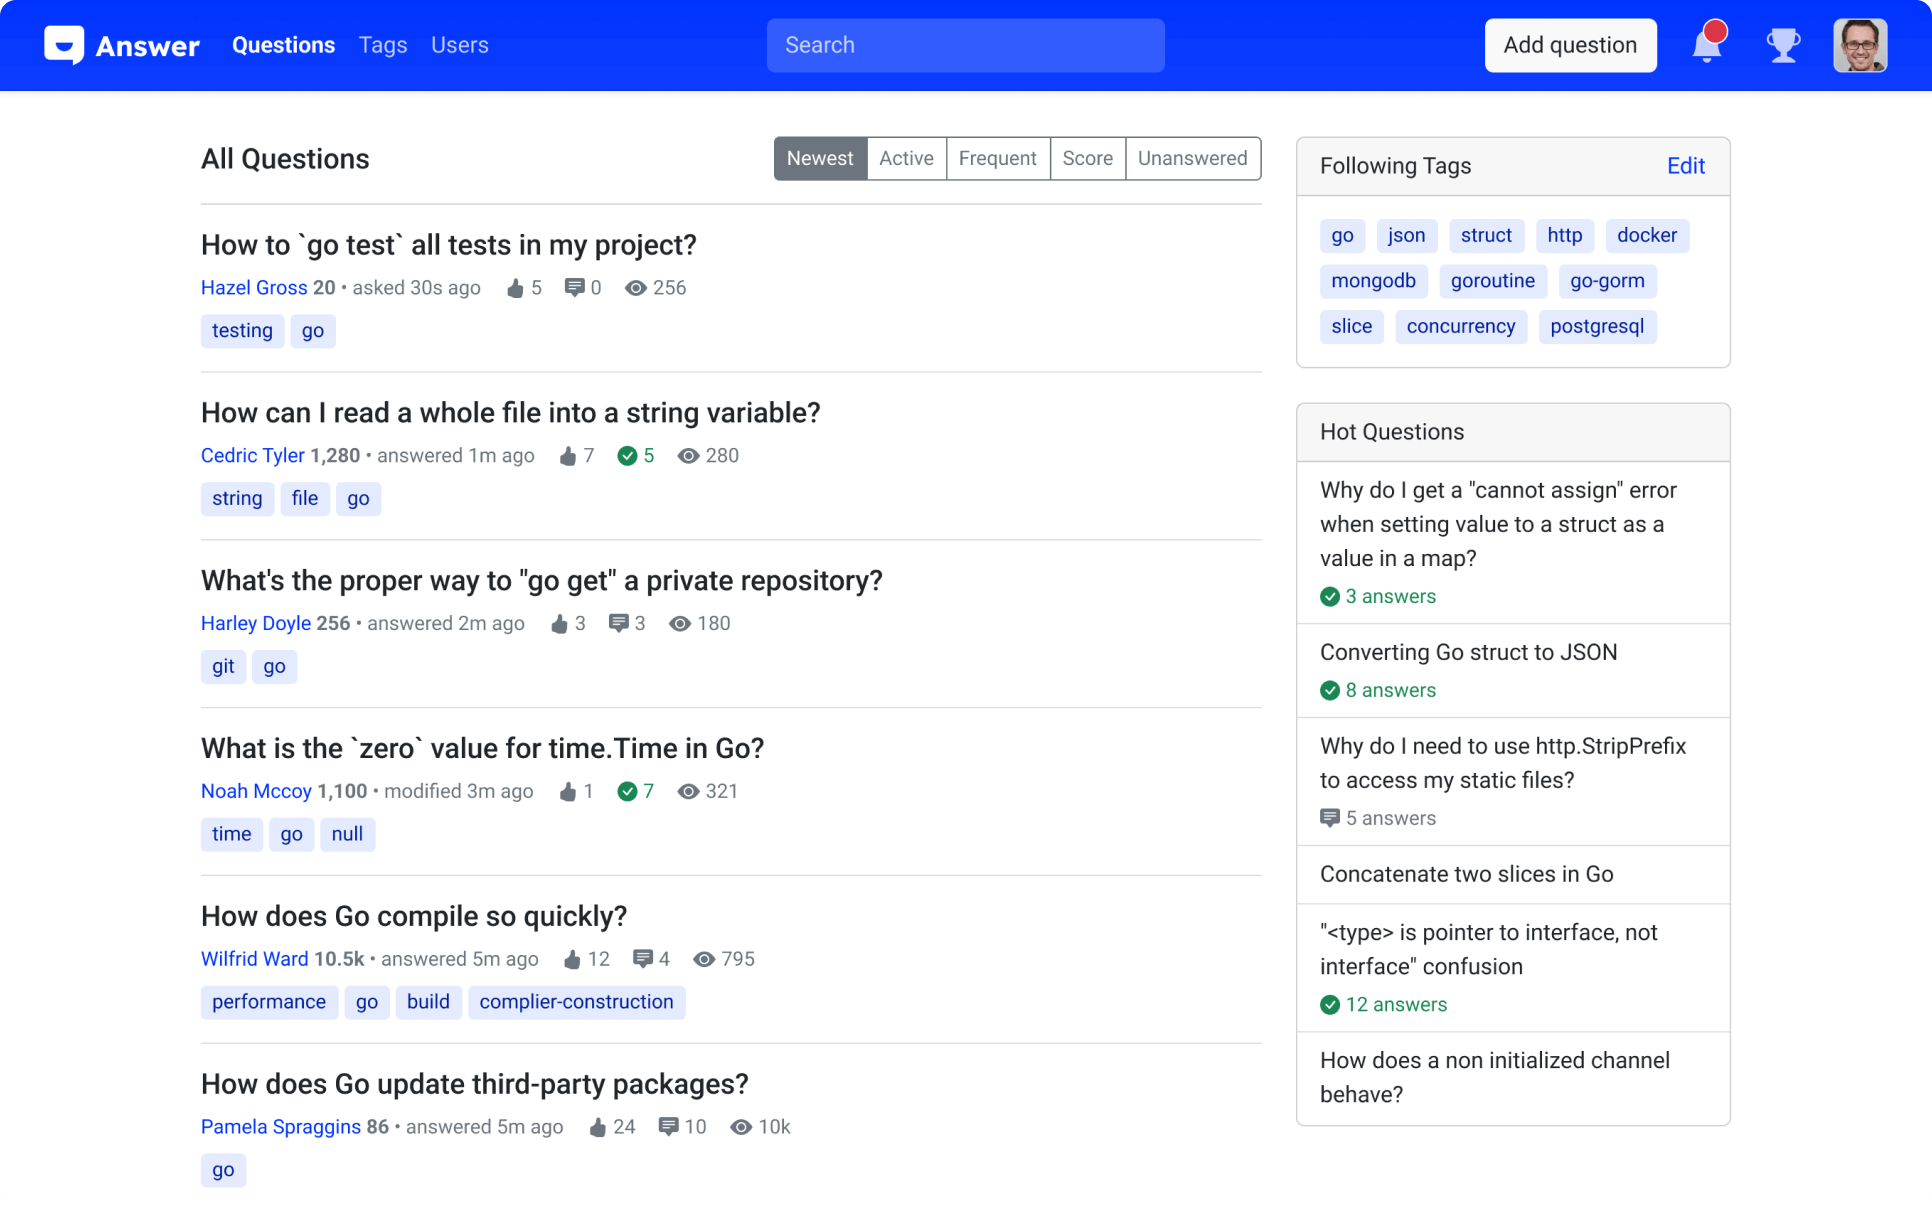 Answer Questions Tags Users Search Add question
All Questions Newest Active Frequent Score Unanswered
How to `go test` all tests in my project?
Hazel Gross 20 • asked 30s ago 5 0 256
testing go
How can I read a whole file into a string variable?
Cedric Tyler 1,280 • answered 1m ago 7 5 280
string file go
What's the proper way to "go get" a private repository?
Harley Doyle 256 • answered 2m ago 3 3 180
git go
What is the `zero` value for time.Time in Go?
Noah Mccoy 1,100 • modified 3m ago 1 7 321
time go null
How does Go compile so quickly?
Wilfrid Ward 10.5k • answered 5m ago 12 4 795
performance go build complier-construction
How does Go update third-party packages?
Pamela Spraggins 86 • answered 5m ago 24 10 10k
go
Following Tags Edit
go json struct http docker
mongodb goroutine go-gorm
slice concurrency postgresql
Hot Questions
Why do I get a "cannot assign" error
when setting value to a struct as a
value in a map?
3 answers
Converting Go struct to JSON
8 answers
Why do I need to use http.StripPrefix
to access my static files?
5 answers
Concatenate two slices in Go
"<type> is pointer to interface, not
interface" confusion
12 answers
How does a non initialized channel
behave?